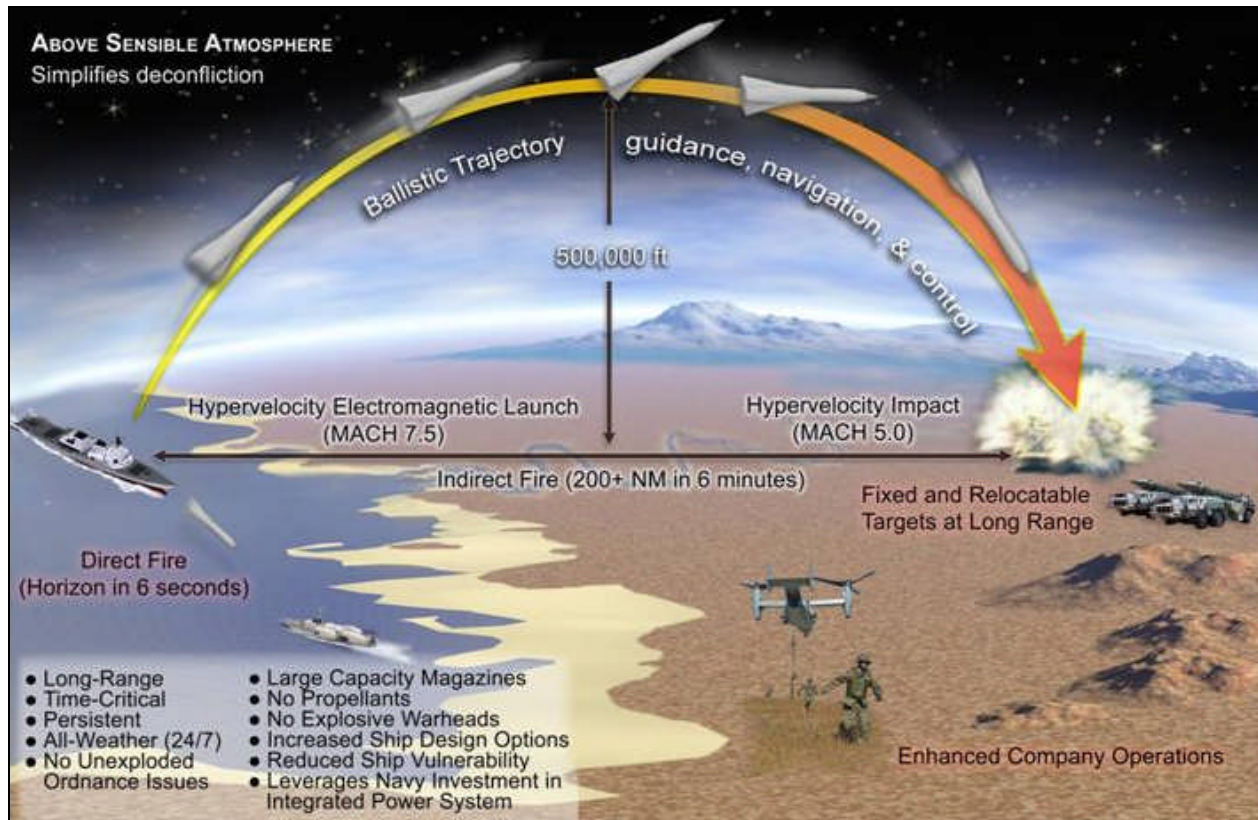 ABOVE SENSIBLE ATMOSPHERE
Simplifies deconfliction
Ballistic Trajectory
guidance, navigation, & control
500,000 ft
Hypervelocity Electromagnetic Launch
(MACH 7.5)
Hypervelocity Impact
(MACH 5.0)
Indirect Fire (200+ NM in 6 minutes)
Fixed and Relocatable
Targets at Long Range
Direct Fire
(Horizon in 6 seconds)
● Long-Range
● Time-Critical
● Persistent
● All-Weather (24/7)
● No Unexploded
Ordnance Issues
● Large Capacity Magazines
● No Propellants
● No Explosive Warheads
● Increased Ship Design Options
● Reduced Ship Vulnerability
● Leverages Navy Investment in
Integrated Power System
Enhanced Company Operations